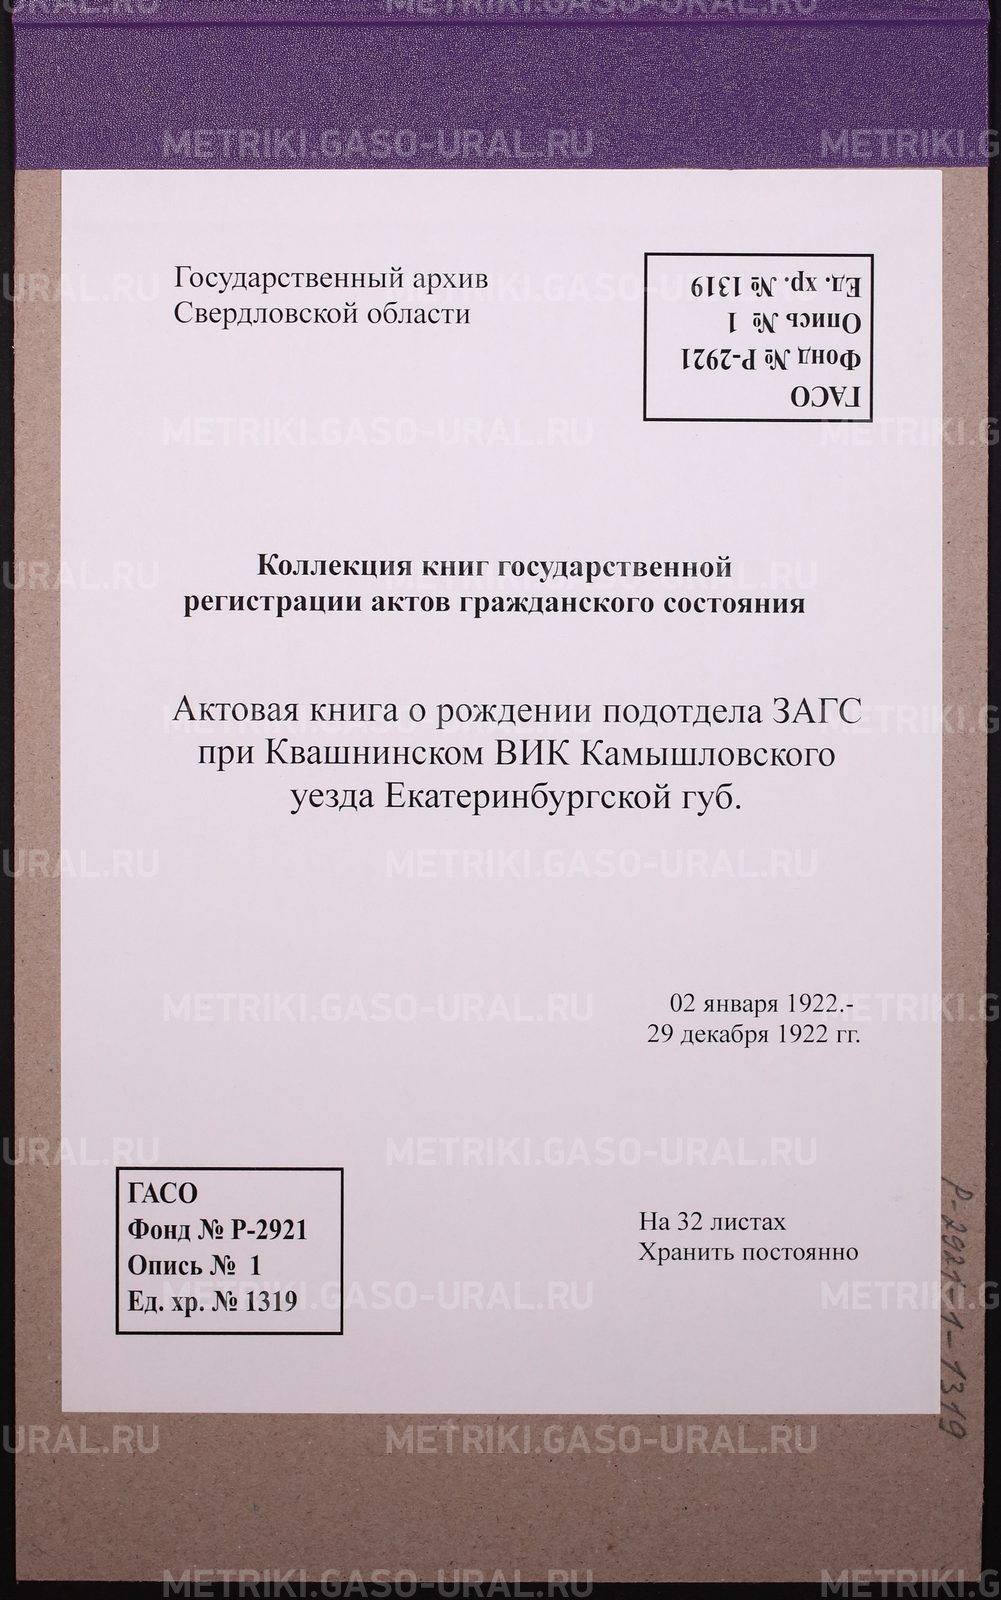 Государственный архив
Свердловской области
ГАСО
Фонд № Р-2921
Опись № 1
Ед. хр. № 1319
Коллекция книг государственной
регистрации актов гражданского состояния
Актовая книга о рождении подотдела ЗАГС
при Квашнинском ВИК Камышловского
уезда Екатеринбургской губ.
02 января 1922.-
29 декабря 1922 гг.
ГАСО
Фонд № Р-2921
Опись № 1
Ед. хр. № 1319
На 32 листах
Хранить постоянно
Р-2921-1-1319
METRIKI.GASO-URAL.RU